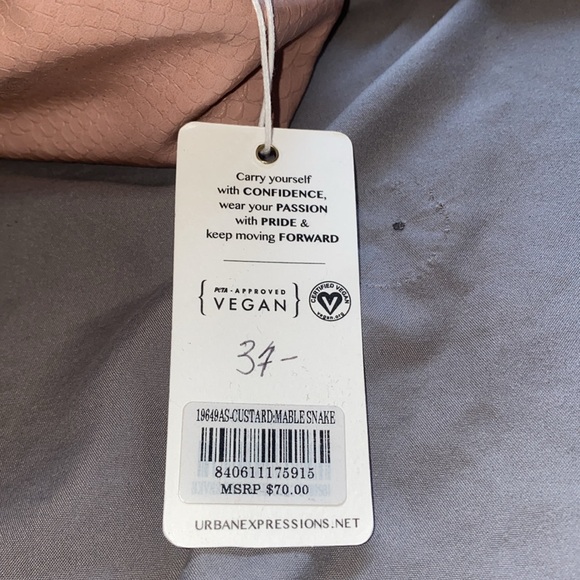 Carry yourself
with CONFIDENCE,
wear your PASSION
with PRIDE &
keep moving FORWARD
PETA - APPROVED
VEGAN
CERTIFIED VEGAN
vegan.org
37-
19649AS-CUSTARD:MABLE SNAKE
840611175915
MSRP $70.00
URBANEXPRESSIONS.NET